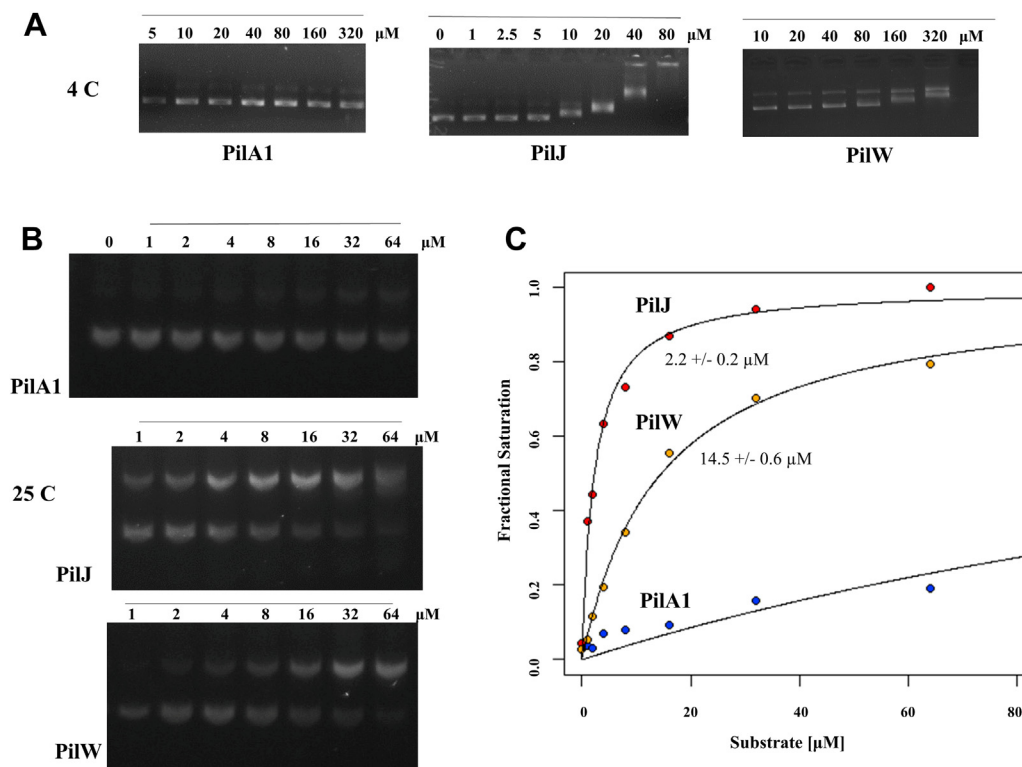 A
4 C
5 10 20 40 80 160 320 µM
PilA1
0 1 2.5 5 10 20 40 80 µM
PilJ
10 20 40 80 160 320 µM
PilW
B
0 1 2 4 8 16 32 64 µM
PilA1
25 C
1 2 4 8 16 32 64 µM
PilJ
1 2 4 8 16 32 64 µM
PilW
C
Fractional Saturation
1.0
0.8
0.6
0.4
0.2
0.0
PilJ
2.2 +/- 0.2 µM
PilW
14.5 +/- 0.6 µM
PilA1
0 20 40 60 80
Substrate [µM]